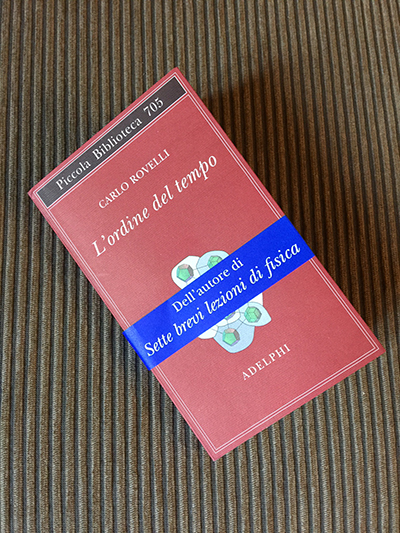 Piccola Biblioteca 705
CARLO ROVELLI
L'ordine del tempo
Dell'autore di
Sette brevi lezioni di fisica
ADELPHI